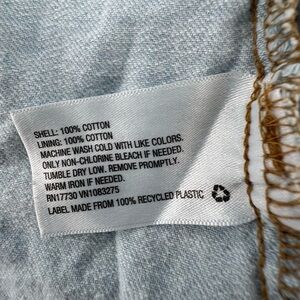 SHELL: 100% COTTON
LINING: 100% COTTON
MACHINE WASH COLD WITH LIKE COLORS.
ONLY NON-CHLORINE BLEACH IF NEEDED.
TUMBLE DRY LOW. REMOVE PROMPTLY.
WARM IRON IF NEEDED.
RN17730 VN1083275
LABEL MADE FROM 100% RECYCLED PLASTIC